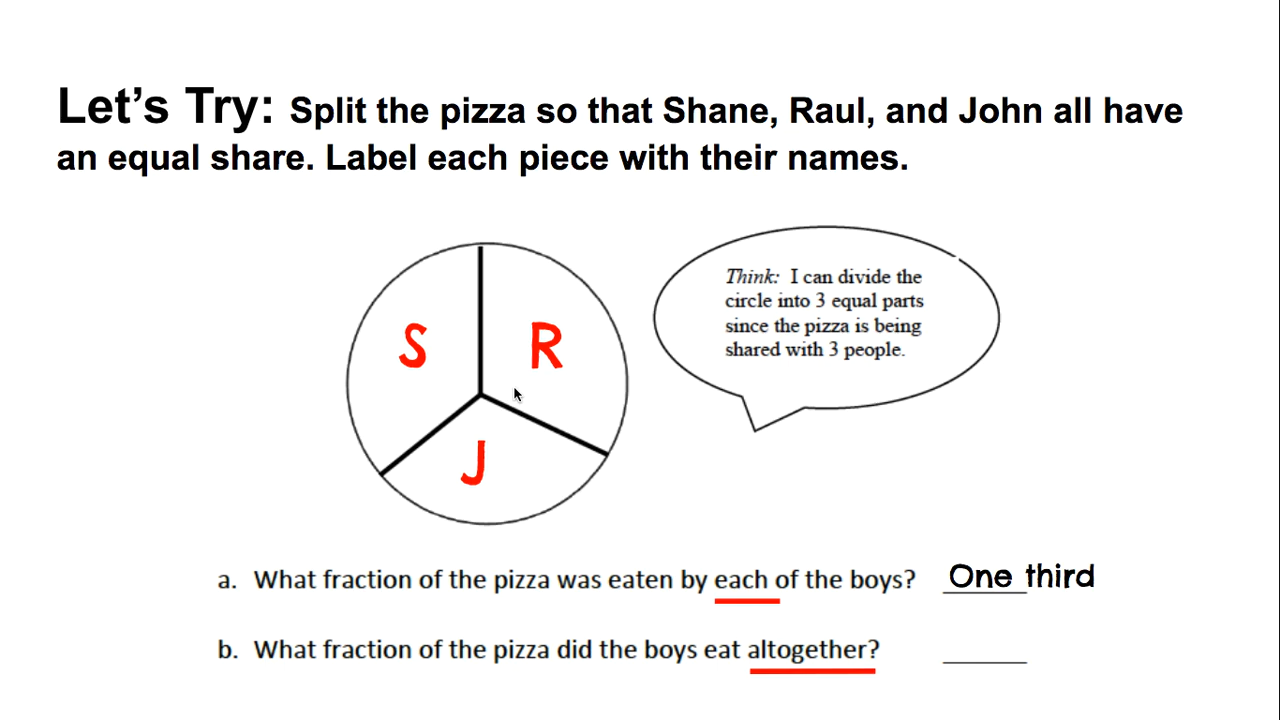 Let’s Try: Split the pizza so that Shane, Raul, and John all have
an equal share. Label each piece with their names.
Think: I can divide the
circle into 3 equal parts
since the pizza is being
shared with 3 people.
S R
J
a. What fraction of the pizza was eaten by each of the boys? One third
b. What fraction of the pizza did the boys eat altogether? ______